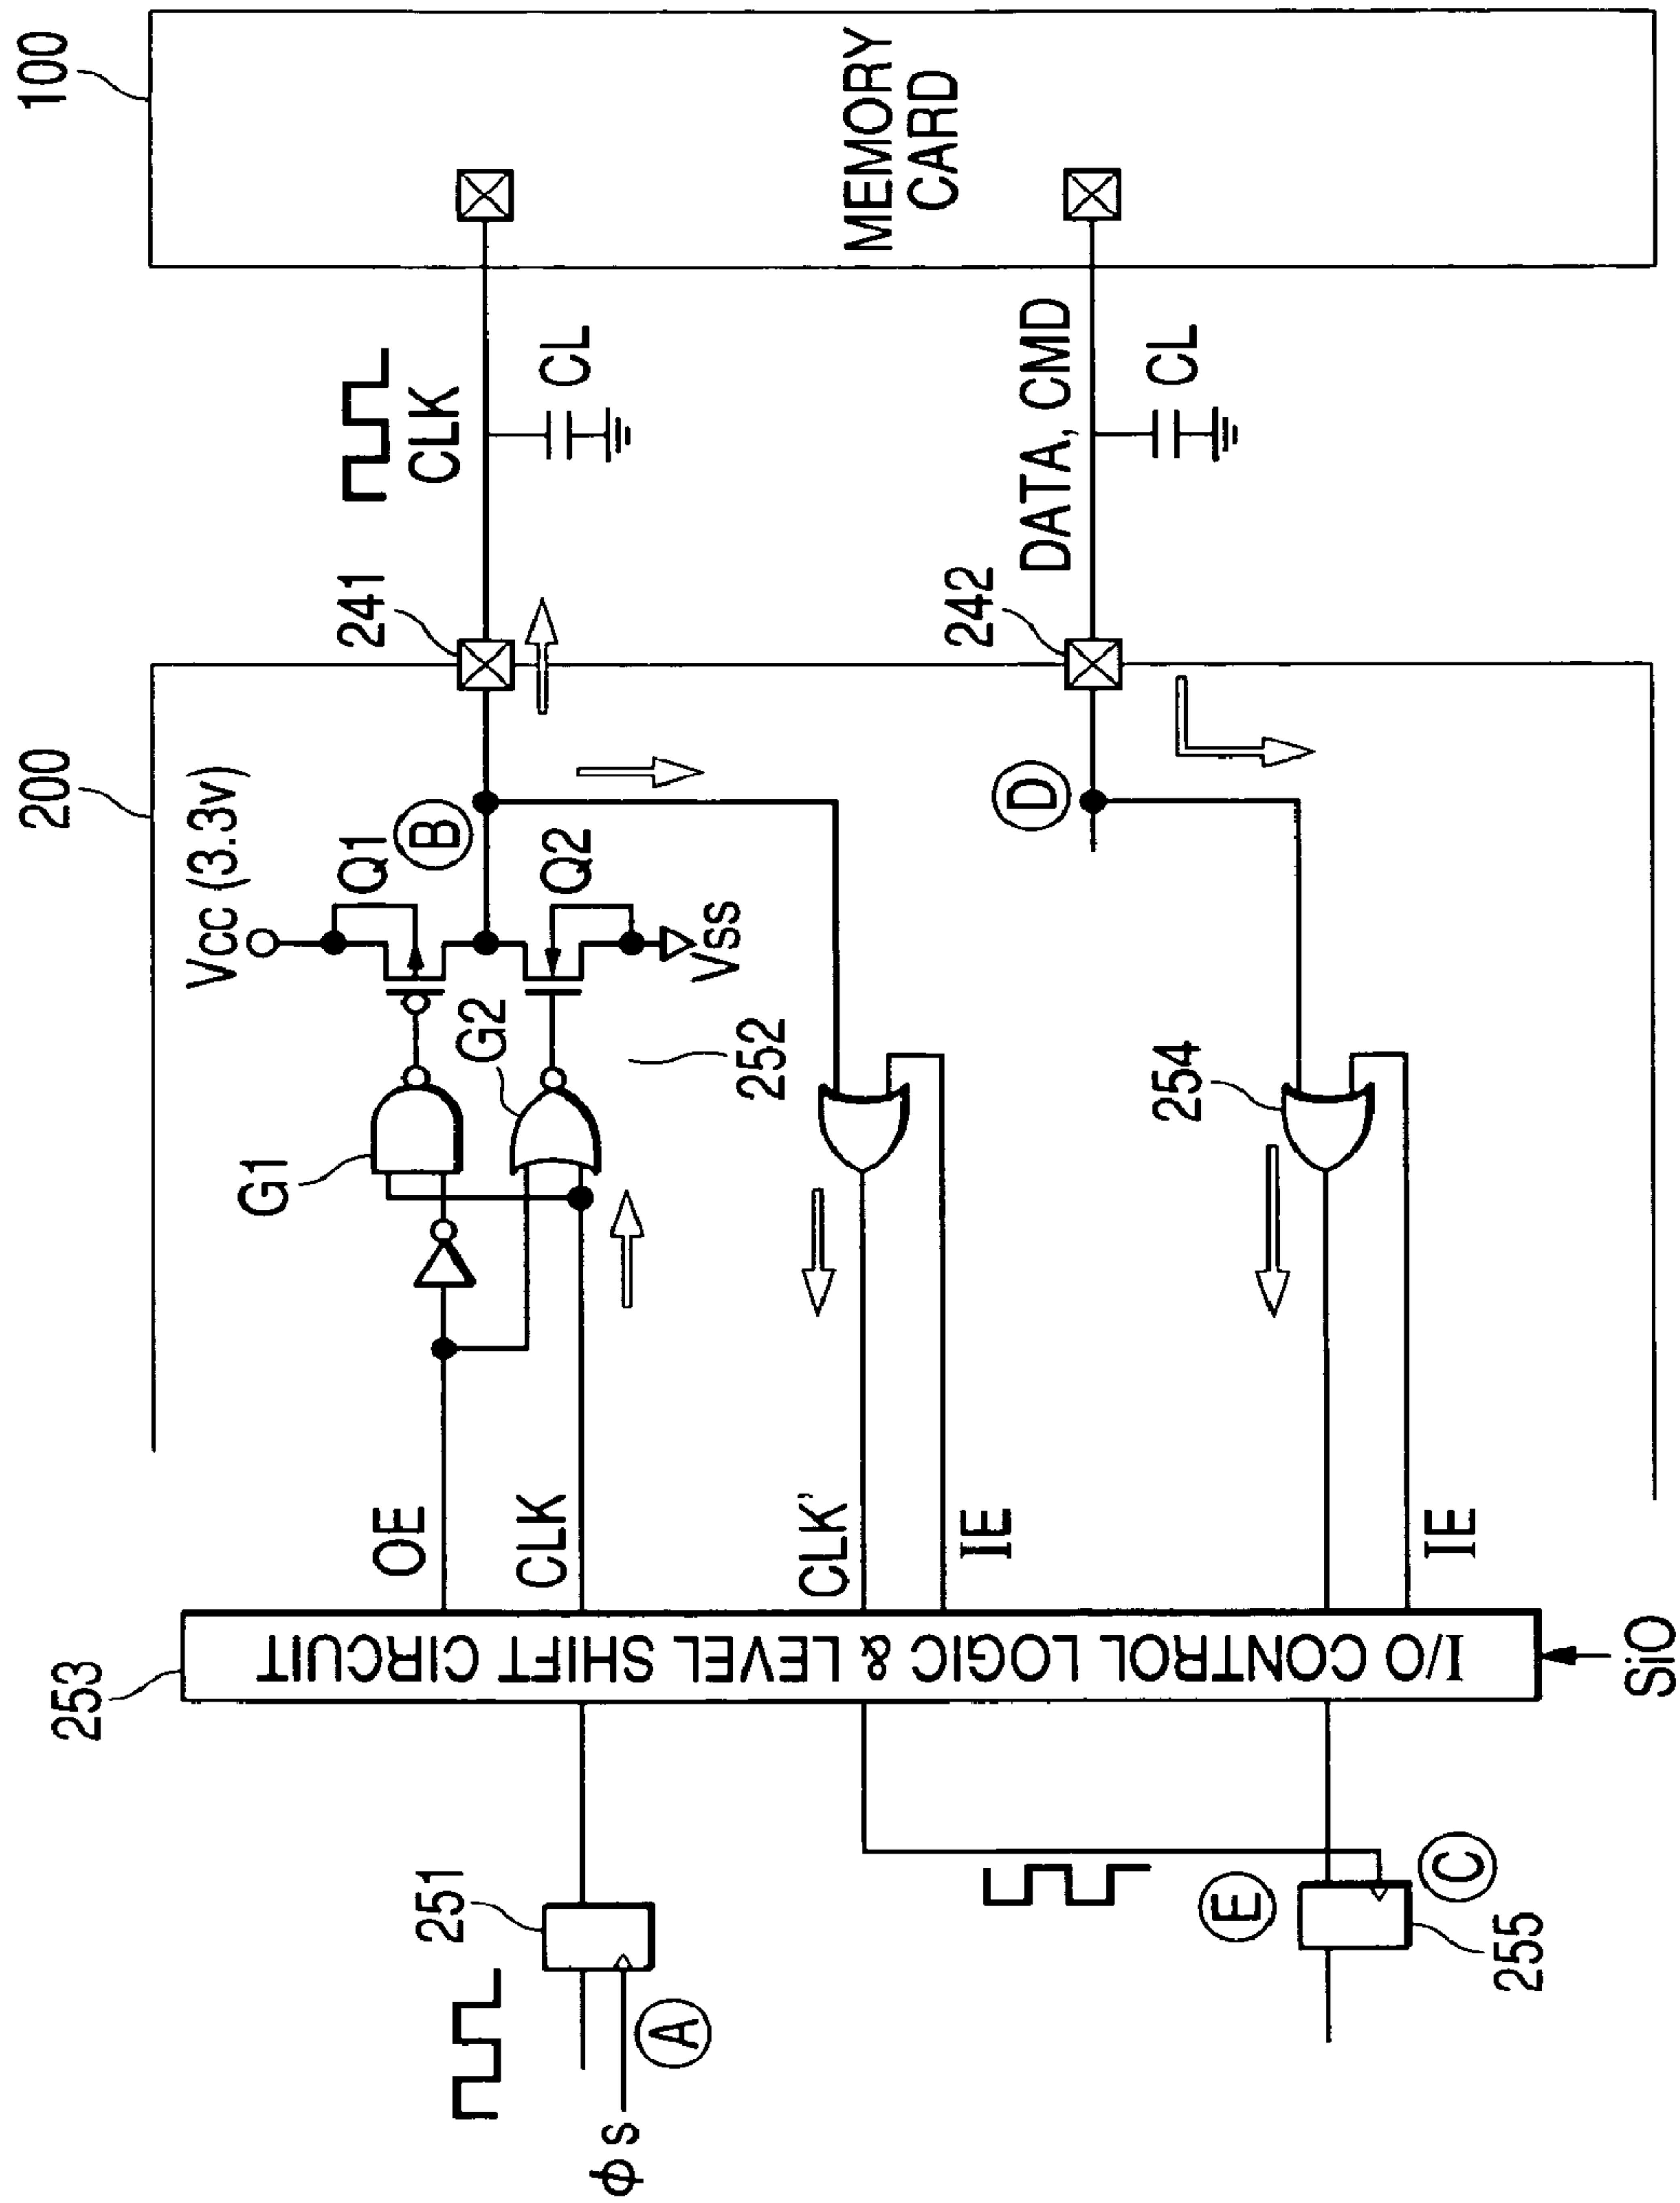 100
MEMORY
CARD
CLK
CL
DATA, CMD
CL
241
242
200
Vcc (3.3v)
Q1
B
Q2
Vss
D
G1
G2
252
254
OE
CLK
CLK'
IE
IE
253
I/O CONTROL LOGIC & LEVEL SHIFT CIRCUIT
SiO
251
A
ϕs
E
C
255